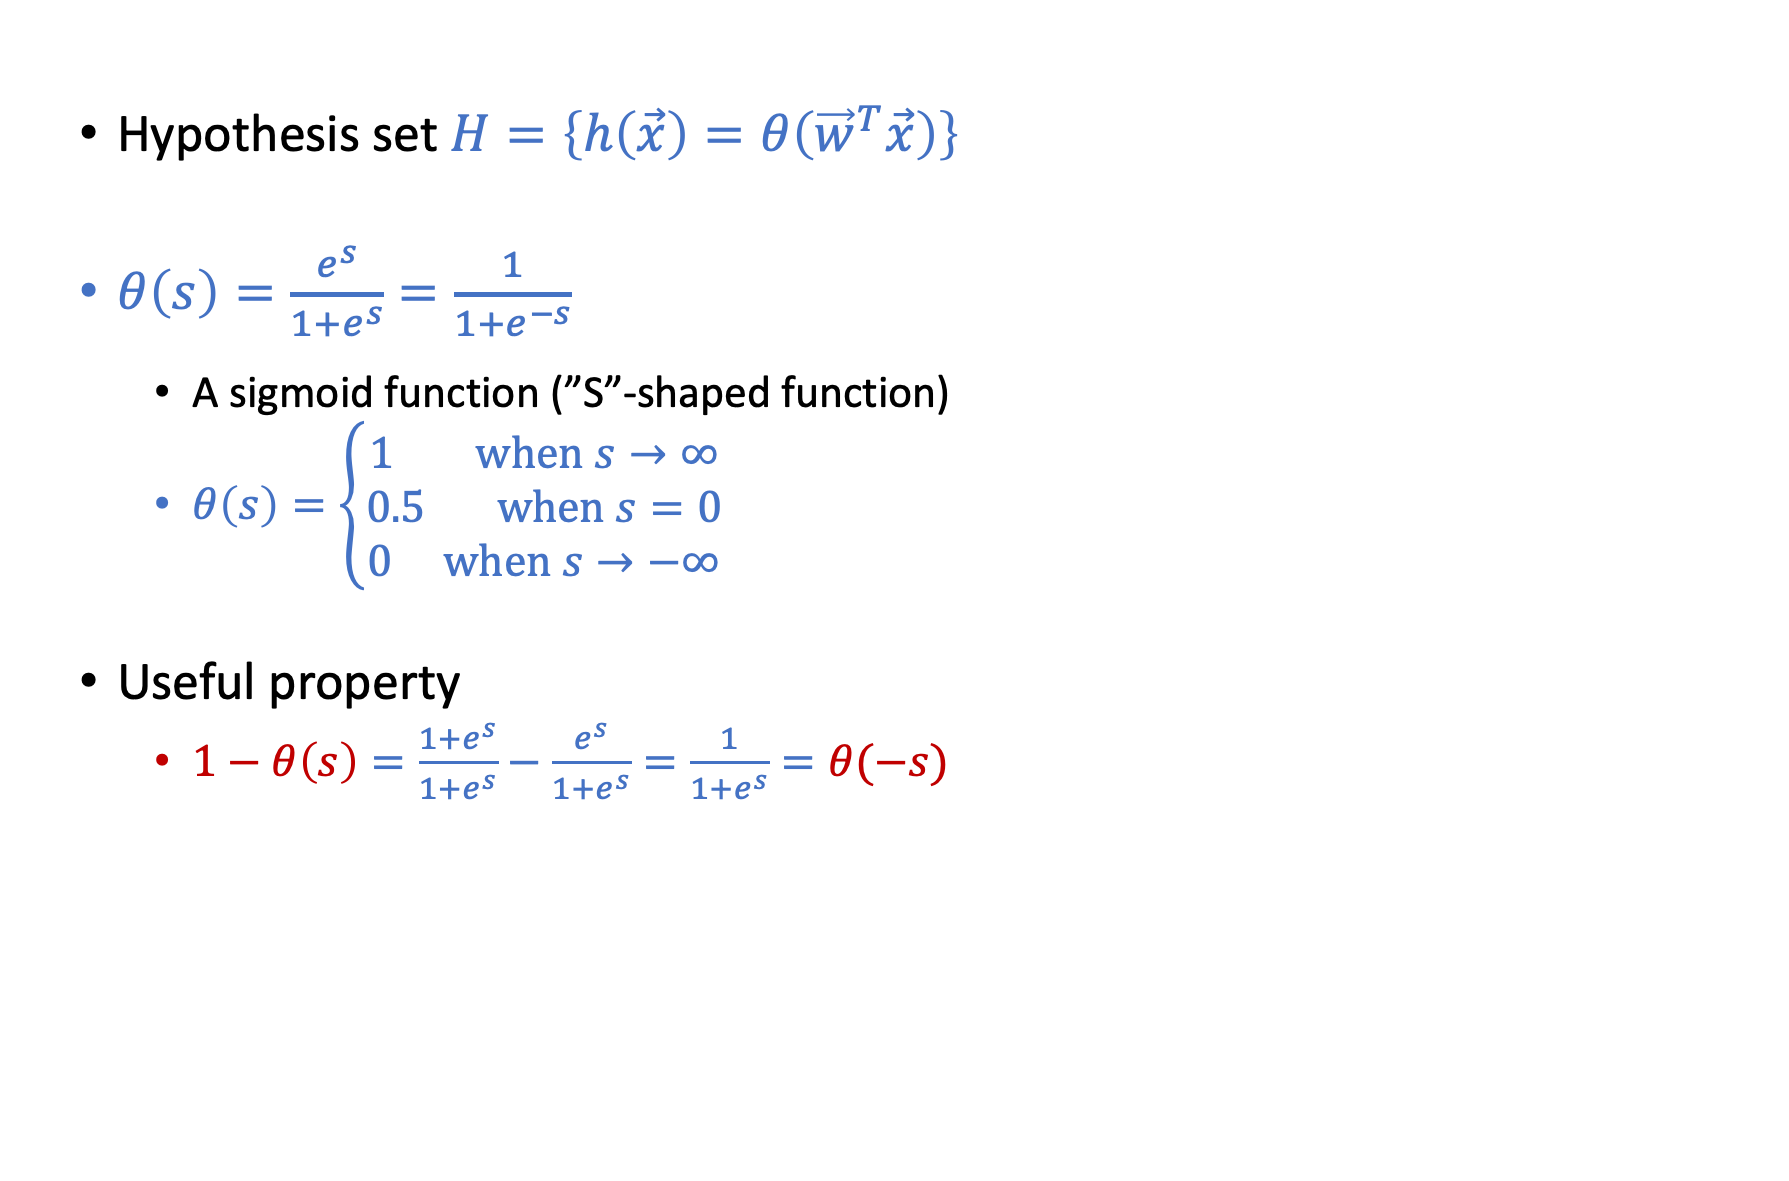 • Hypothesis set H = {h(x⃗) = θ(w⃗ᵀx⃗)}
• θ(s) = eˢ/(1+eˢ) = 1/(1+e⁻ˢ)
• A sigmoid function (”S”-shaped function)
• θ(s) = { 1 when s → ∞
0.5 when s = 0
0 when s → −∞
• Useful property
• 1 − θ(s) = (1+eˢ)/(1+eˢ) − eˢ/(1+eˢ) = 1/(1+eˢ) = θ(−s)